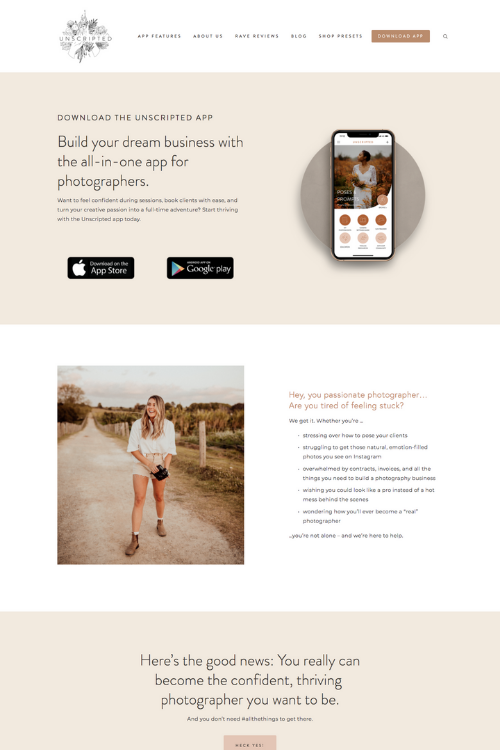 UNSCRIPTED
APP FEATURES ABOUT US RAVE REVIEWS BLOG SHOP PRESETS DOWNLOAD APP
DOWNLOAD THE UNSCRIPTED APP
Build your dream business with
the all-in-one app for
photographers.
Want to feel confident during sessions, book clients with ease, and
turn your creative passion into a full-time adventure? Start thriving
with the Unscripted app today.
Download on the
App Store
ANDROID APP ON
Google play
POSES &
PROMPTS
Hey, you passionate photographer...
Are you tired of feeling stuck?
We get it. Whether you're ...
• stressing over how to pose your clients
• struggling to get those natural, emotion-filled
photos you see on Instagram
• overwhelmed by contracts, invoices, and all the
things you need to build a photography business
• wishing you could look like a pro instead of a hot
mess behind the scenes
• wondering how you'll ever become a "real"
photographer
...you're not alone - and we're here to help.
Here's the good news: You really can
become the confident, thriving
photographer you want to be.
And you don't need #allthethings to get there.
HECK YES!